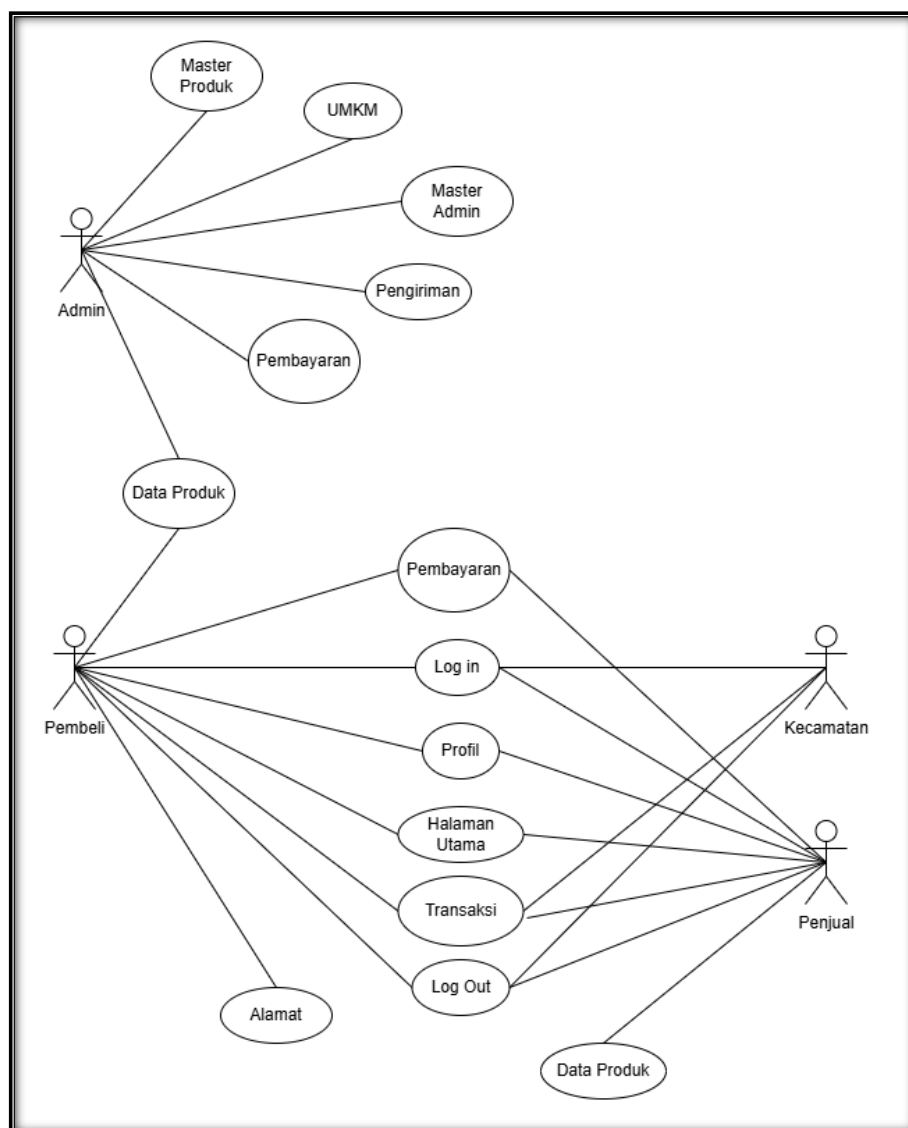 Master
Produk
UMKM
Master
Admin
Admin
Pengiriman
Pembayaran
Data Produk
Pembayaran
Log in
Pembeli
Kecamatan
Profil
Halaman
Utama
Transaksi
Penjual
Log Out
Alamat
Data Produk